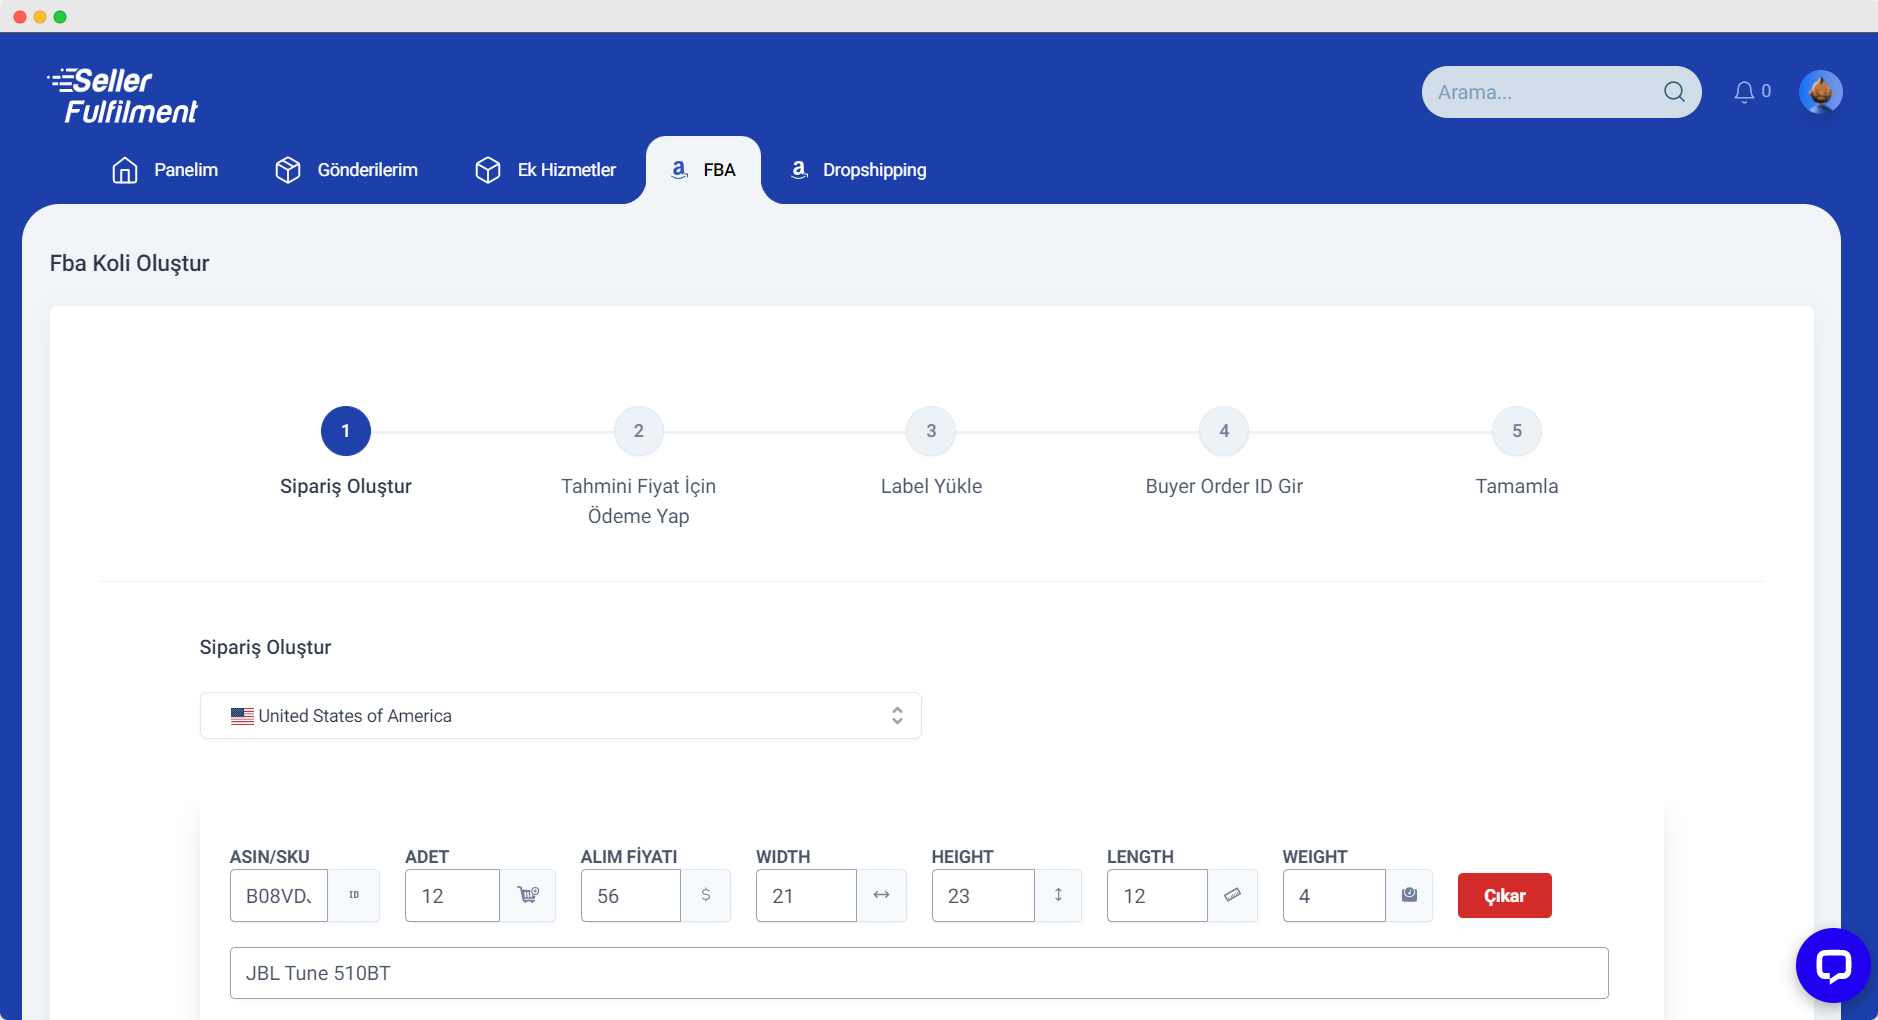 Seller
Fulfilment
Arama...
0
Panelim
Gönderilerim
Ek Hizmetler
a FBA
a Dropshipping
Fba Koli Oluştur
1
2
3
4
5
Sipariş Oluştur
Tahmini Fiyat İçin
Ödeme Yap
Label Yükle
Buyer Order ID Gir
Tamamla
Sipariş Oluştur
United States of America
ASIN/SKU ADET ALIM FİYATI WIDTH HEIGHT LENGTH WEIGHT
B08VD ID 12 56 $ 21 23 12 4 Çıkar
JBL Tune 510BT